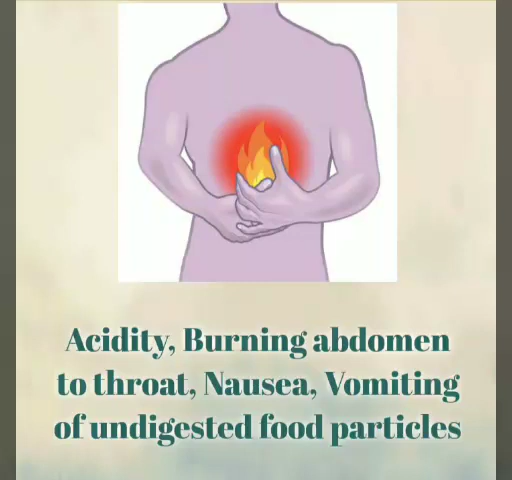 Acidity, Burning abdomen
to throat, Nausea, Vomiting
of undigested food particles